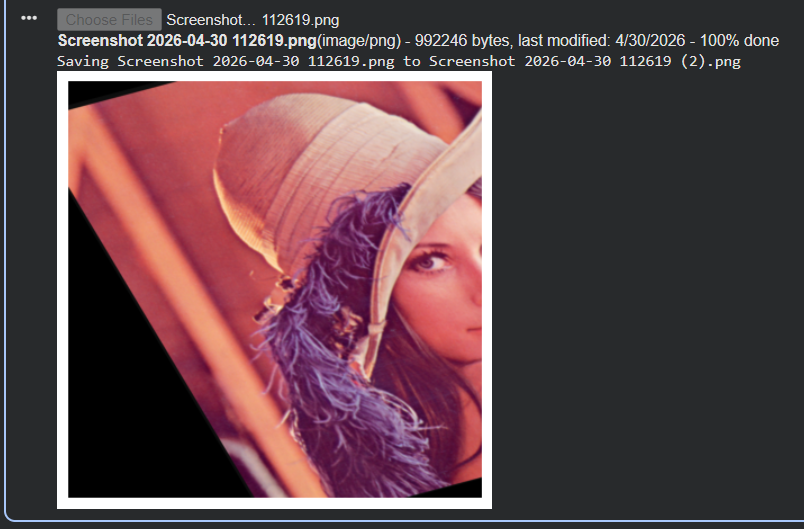 Choose Files Screenshot... 112619.png
Screenshot 2026-04-30 112619.png(image/png) - 992246 bytes, last modified: 4/30/2026 - 100% done
Saving Screenshot 2026-04-30 112619.png to Screenshot 2026-04-30 112619 (2).png